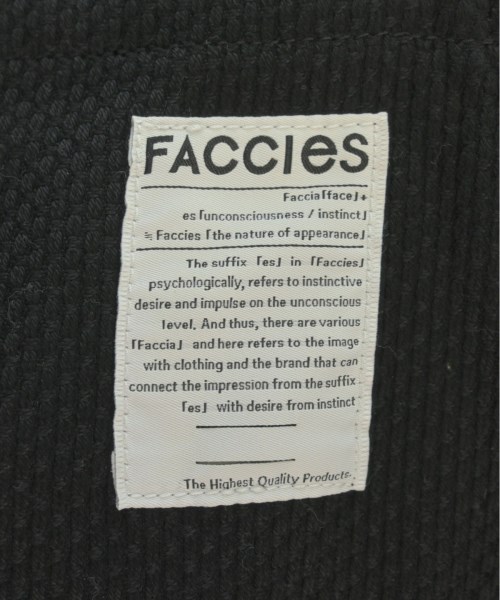 FACCIes
Faccia「face」+
es「unconsciousness / instinct」
≒ Faccies「the nature of appearance」
The suffix 「es」 in 「Faccies」
psychologically, refers to instinctive
desire and impulse on the unconscious
level. And thus, there are various
「Faccia」 and here refers to the image
with clothing and the brand that can
connect the impression from the suffix
「es」 with desire from instinct
The Highest Quality Products.